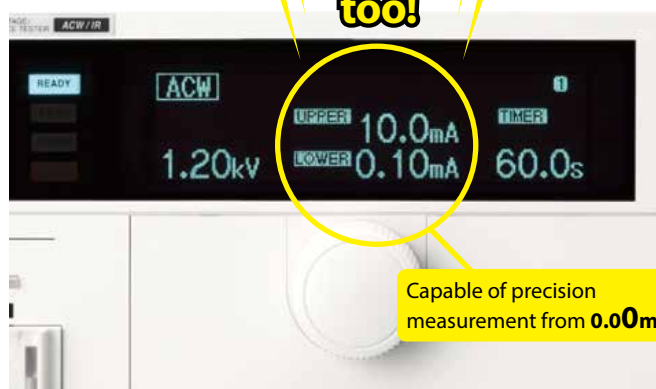 too!
ACW/IR
READY
ACW
1
UPPER 10.0mA
TIMER
1.20kV
LOWER 0.10mA
60.0s
Capable of precision
measurement from 0.00m